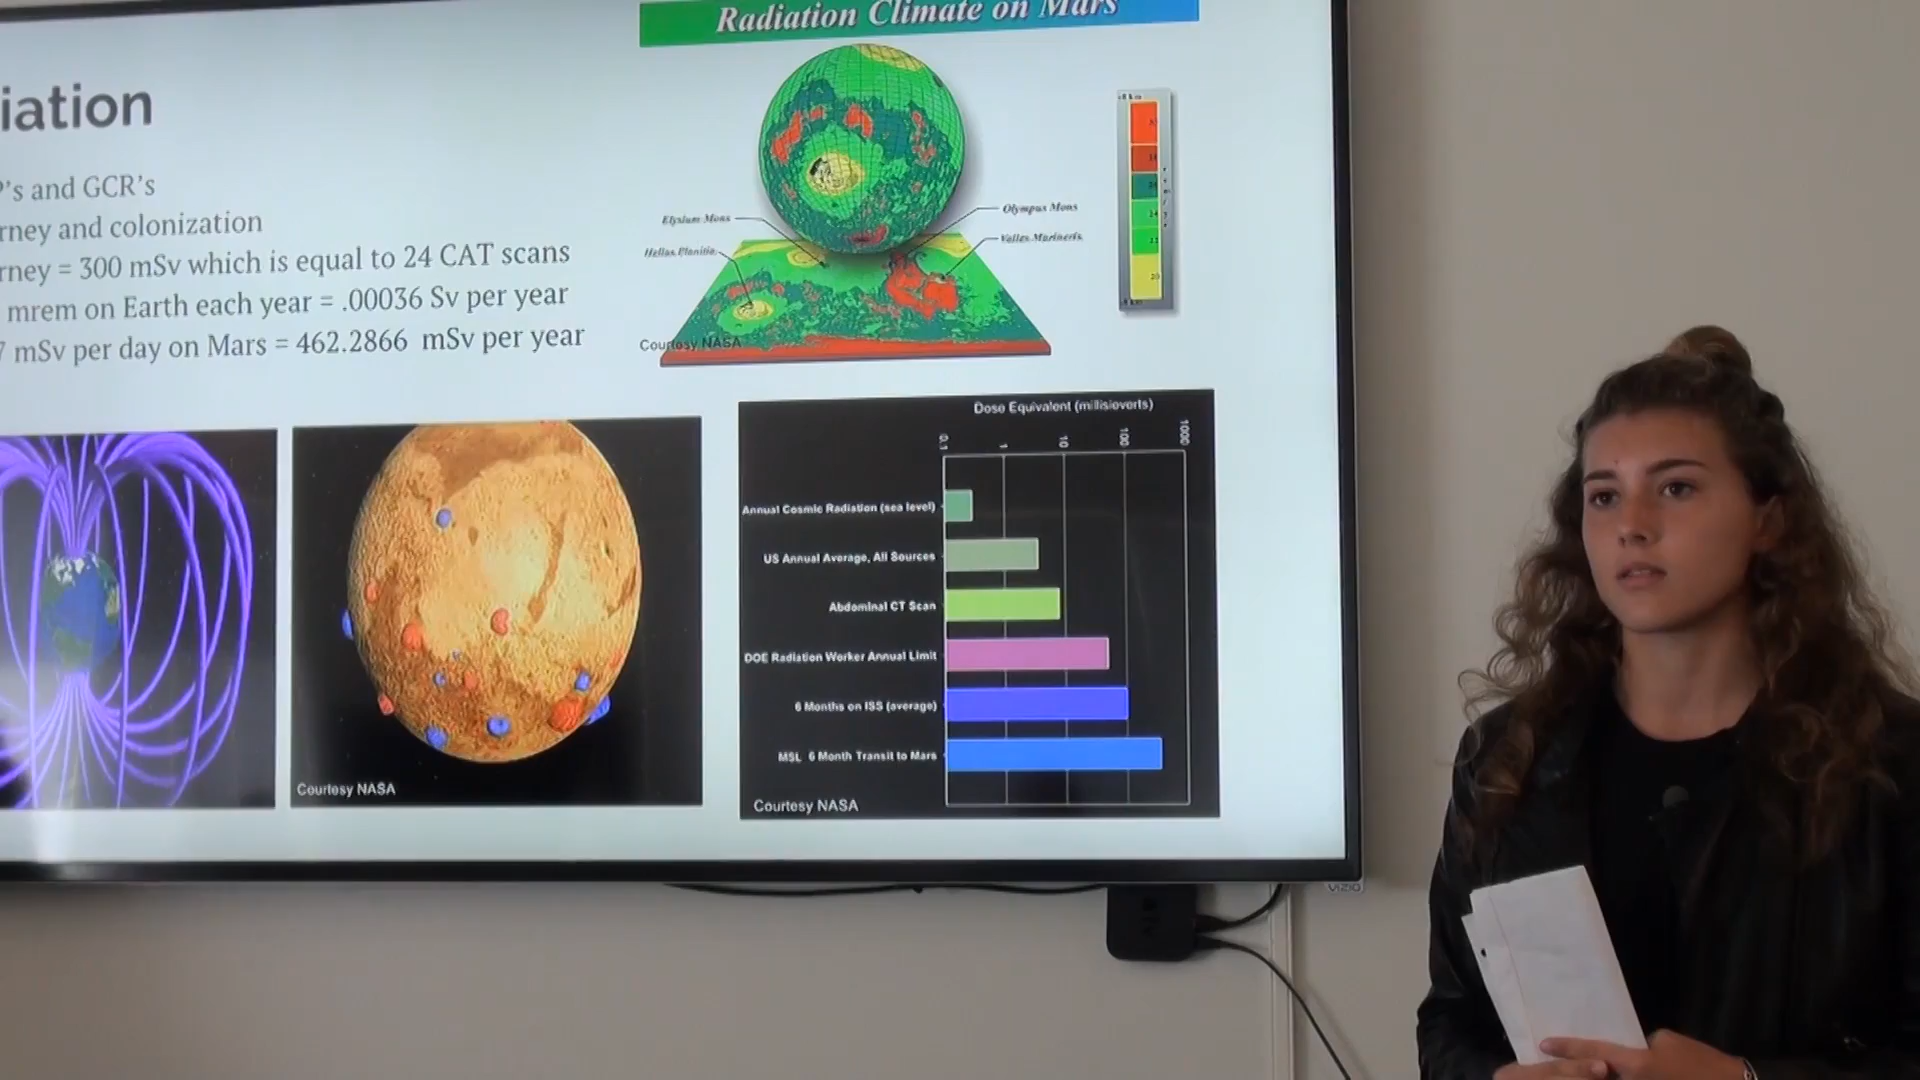 Radiation Climate on Mars
iation
's and GCR's
rney and colonization
rney = 300 mSv which is equal to 24 CAT scans
mrem on Earth each year = .00036 Sv per year
7 mSv per day on Mars = 462.2866 mSv per year
Elysium Mons
Olympus Mons
Hellas Planitia
Valles Marineris
Courtesy NASA
Dose Equivalent (millisieverts)
0.1 1 10 100 1000
Annual Cosmic Radiation (sea level)
US Annual Average, All Sources
Abdominal CT Scan
DOE Radiation Worker Annual Limit
6 Months on ISS (average)
MSL 6 Month Transit to Mars
Courtesy NASA
Courtesy NASA
VIZIO